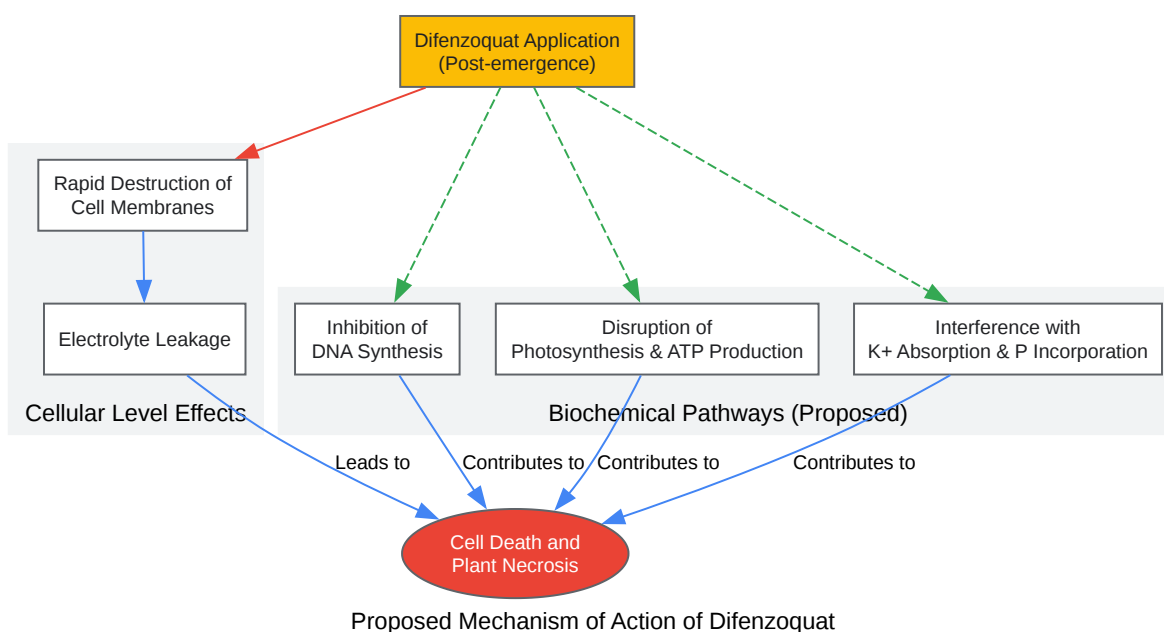 Difenzoquat Application
(Post-emergence)
Rapid Destruction of
Cell Membranes
Electrolyte Leakage
Cellular Level Effects
Inhibition of
DNA Synthesis
Disruption of
Photosynthesis & ATP Production
Interference with
K+ Absorption & P Incorporation
Biochemical Pathways (Proposed)
Leads to
Contributes to
Contributes to
Contributes to
Cell Death and
Plant Necrosis
Proposed Mechanism of Action of Difenzoquat